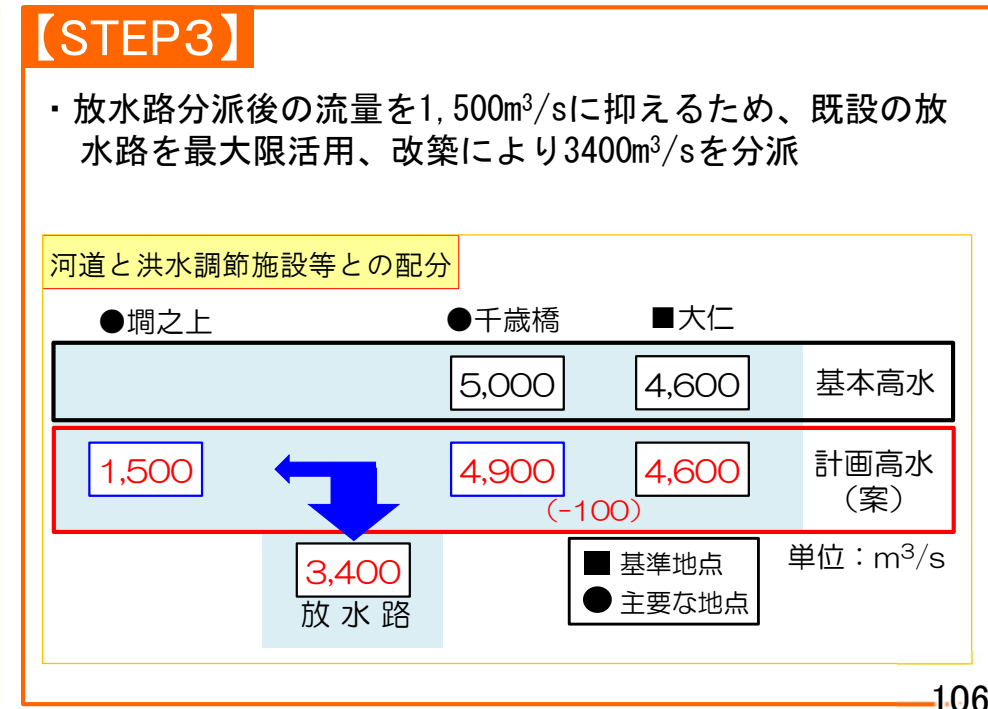 【STEP3】
・放水路分派後の流量を1,500m³/sに抑えるため、既設の放
水路を最大限活用、改築により3400m³/sを分派
河道と洪水調節施設等との配分
●墹之上 ●千歳橋 ■大仁
5,000 4,600 基本高水
1,500 4,900 4,600 計画高水
（案）
（-100）
3,400
放水路
■ 基準地点
● 主要な地点
単位：m³/s
106